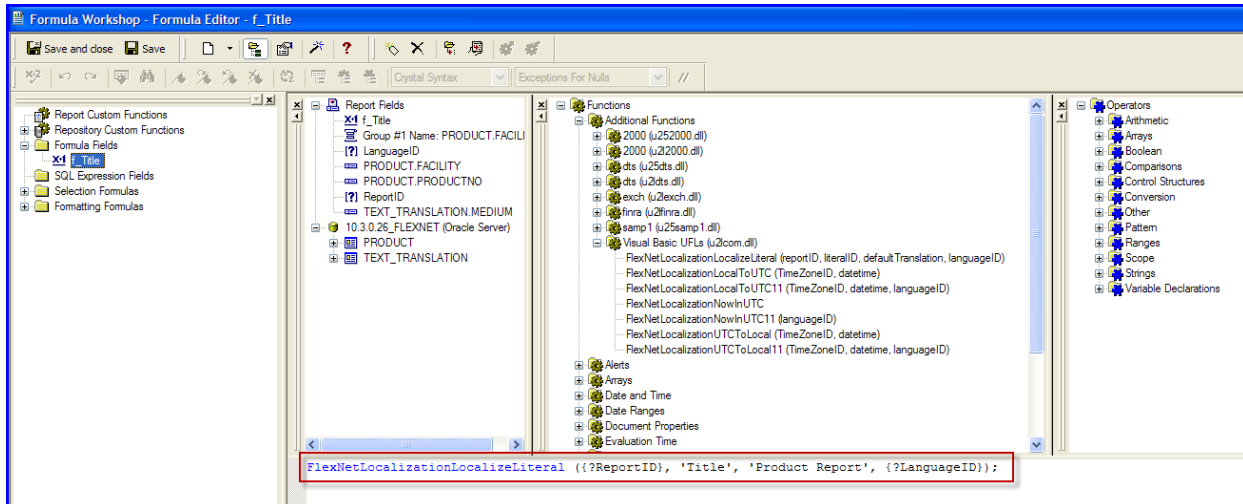 Formula Workshop - Formula Editor - f_Title
Save and close Save
X+2 Crystal Syntax Exceptions For Nulls //
Report Custom Functions
Repository Custom Functions
Formula Fields
X+1 f_Title
SQL Expression Fields
Selection Formulas
Formatting Formulas
Report Fields
X+1 f_Title
Group #1 Name: PRODUCT.FACILI
[?] LanguageID
PRODUCT.FACILITY
PRODUCT.PRODUCTNO
[?] ReportID
TEXT_TRANSLATION.MEDIUM
10.3.0.26_FLEXNET (Oracle Server)
PRODUCT
TEXT_TRANSLATION
Functions
Additional Functions
2000 (u252000.dll)
2000 (u2l2000.dll)
dts (u25dts.dll)
dts (u2ldts.dll)
exch (u2lexch.dll)
finra (u2lfinra.dll)
samp1 (u25samp1.dll)
Visual Basic UFLs (u2lcom.dll)
FlexNetLocalizationLocalizeLiteral (reportID, literalID, defaultTranslation, languageID)
FlexNetLocalizationLocalToUTC (TimeZoneID, datetime)
FlexNetLocalizationLocalToUTC11 (TimeZoneID, datetime, languageID)
FlexNetLocalizationNowInUTC
FlexNetLocalizationNowInUTC11 (languageID)
FlexNetLocalizationUTCToLocal (TimeZoneID, datetime)
FlexNetLocalizationUTCToLocal11 (TimeZoneID, datetime, languageID)
Alerts
Arrays
Date and Time
Date Ranges
Document Properties
Evaluation Time
Operators
Arithmetic
Arrays
Boolean
Comparisons
Control Structures
Conversion
Other
Pattern
Ranges
Scope
Strings
Variable Declarations
FlexNetLocalizationLocalizeLiteral ({?ReportID}, 'Title', 'Product Report', {?LanguageID});